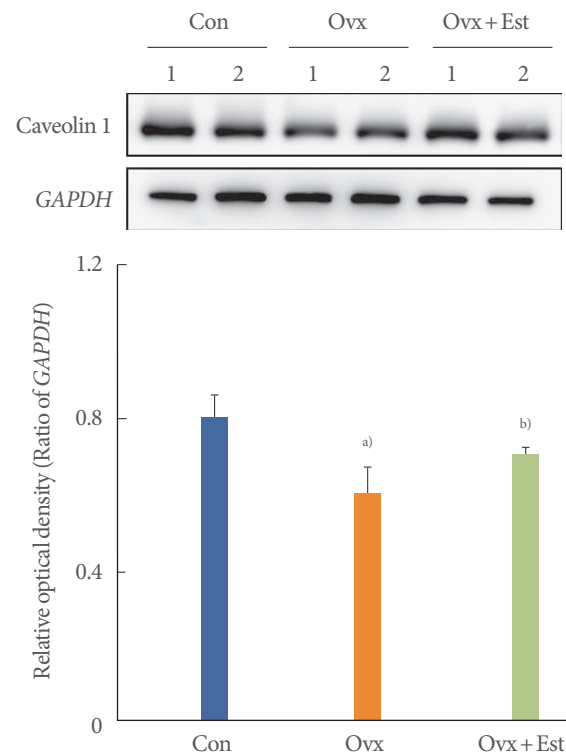 Con Ovx Ovx + Est
1 2 1 2 1 2
Caveolin 1
GAPDH
Relative optical density (Ratio of GAPDH)
1.2
0.8
0.4
0
a)
b)
Con Ovx Ovx + Est